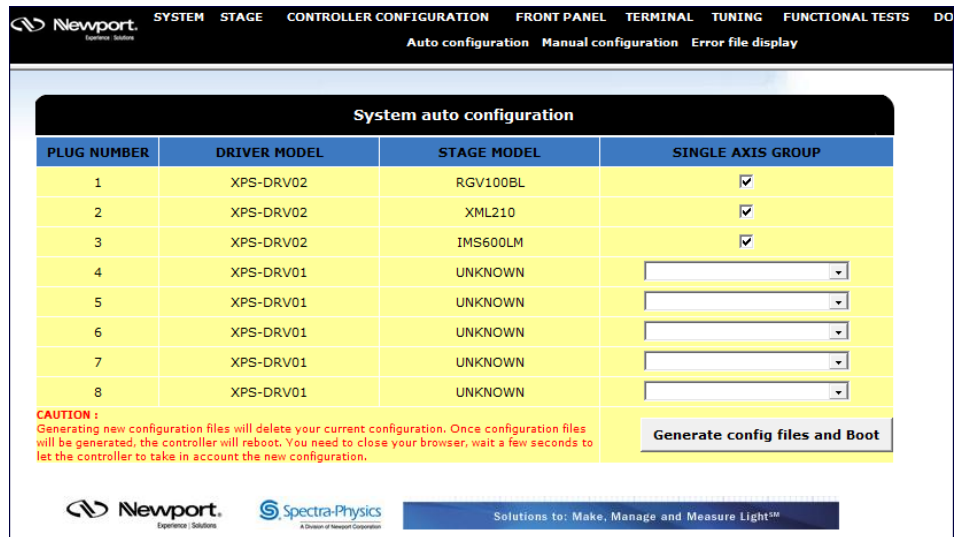 Newport.
Experience | Solutions
SYSTEM STAGE CONTROLLER CONFIGURATION FRONT PANEL TERMINAL TUNING FUNCTIONAL TESTS DO
Auto configuration Manual configuration Error file display
System auto configuration
PLUG NUMBER DRIVER MODEL STAGE MODEL SINGLE AXIS GROUP
1 XPS-DRV02 RGV100BL
2 XPS-DRV02 XML210
3 XPS-DRV02 IMS600LM
4 XPS-DRV01 UNKNOWN
5 XPS-DRV01 UNKNOWN
6 XPS-DRV01 UNKNOWN
7 XPS-DRV01 UNKNOWN
8 XPS-DRV01 UNKNOWN
CAUTION :
Generating new configuration files will delete your current configuration. Once configuration files
will be generated, the controller will reboot. You need to close your browser, wait a few seconds to
let the controller to take in account the new configuration.
Generate config files and Boot
Newport.
Experience | Solutions
Spectra-Physics
A Division of Newport Corporation
Solutions to: Make, Manage and Measure Light℠